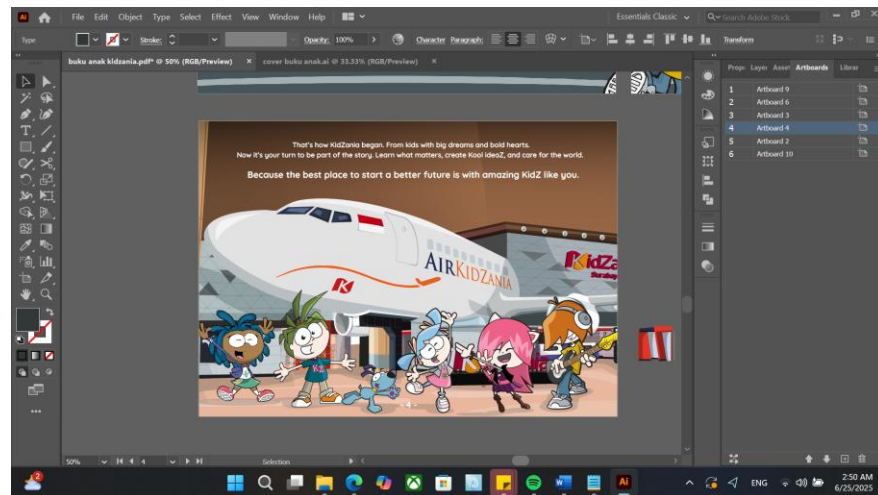 Ai
File Edit Object Type Select Effect View Window Help
Essentials Classic
Search Adobe Stock
Type
Stroke:
Opacity: 100%
Character Paragraph:
Transform
buku anak kidzania.pdf* @ 50% (RGB/Preview) ×
cover buku anak.ai @ 33.33% (RGB/Preview) ×
Artboards
1 Artboard 9
2 Artboard 6
3 Artboard 3
4 Artboard 4
5 Artboard 2
6 Artboard 10
That's how KidZania began. From kids with big dreams and bold hearts.
Now it's your turn to be part of the story. Learn what matters, create Kool ideaZ, and care for the world.
Because the best place to start a better future is with amazing KidZ like you.
AIRKIDZANIA
KidZa
Suraba
- 4 -
50%
4
Selection
6
2
ENG
2:50 AM
6/25/2025